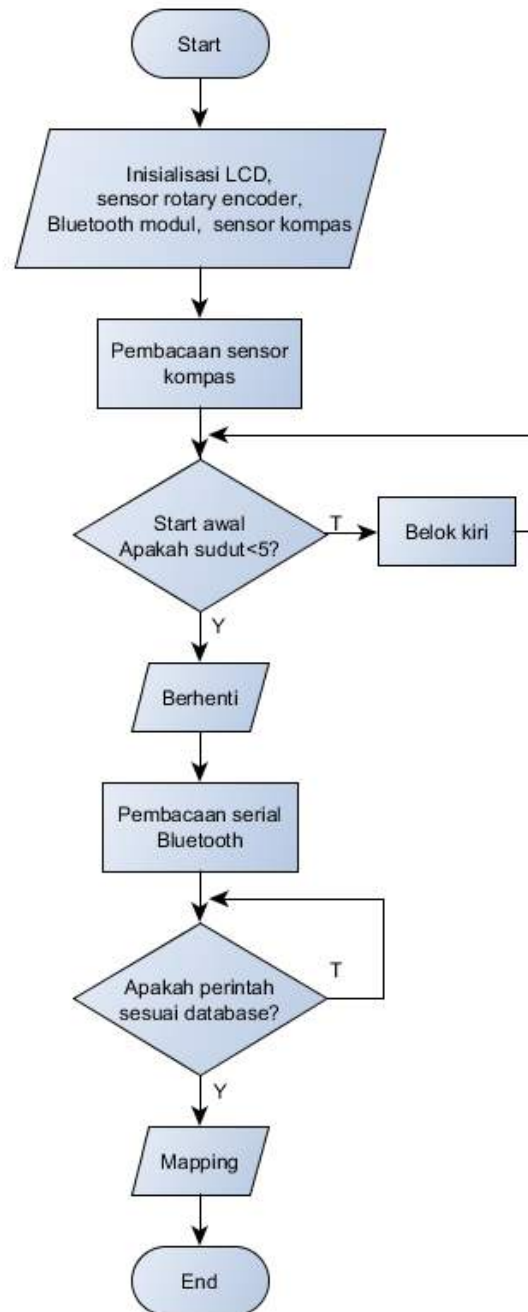 Start
Inisialisasi LCD,
sensor rotary encoder,
Bluetooth modul, sensor kompas
Pembacaan sensor
kompas
Start awal
Apakah sudut<5?
T
Belok kiri
Y
Berhenti
Pembacaan serial
Bluetooth
Apakah perintah
sesuai database?
T
Y
Mapping
End